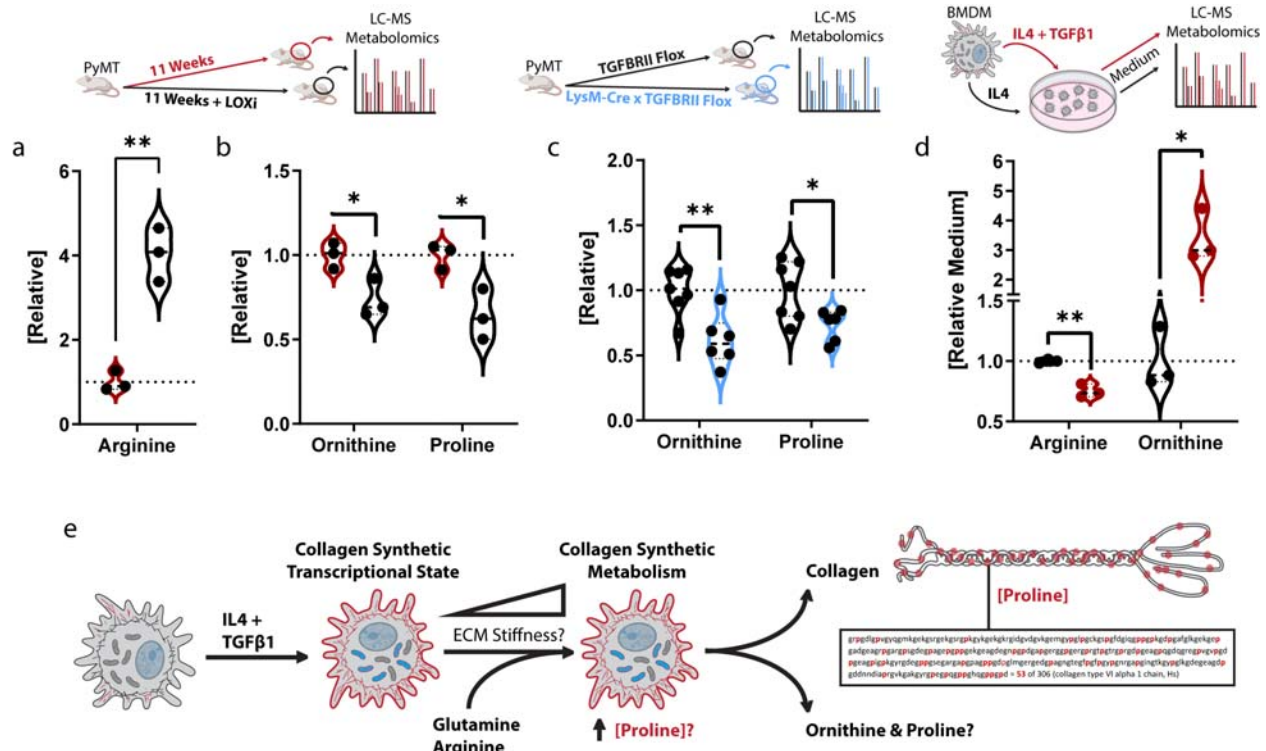 LC-MS
Metabolomics
11 Weeks
PyMT
11 Weeks + LOXi
LC-MS
Metabolomics
TGFBRII Flox
PyMT
LysM-Cre x TGFBRII Flox
BMDM
IL4 + TGFβ1
LC-MS
Metabolomics
Medium
IL4
a
**
6
4
2
0
[Relative]
Arginine
b
*
*
1.5
1.0
0.5
0.0
[Relative]
Ornithine
Proline
c
**
*
2.0
1.5
1.0
0.5
0.0
[Relative]
Ornithine
Proline
d
**
*
6
5
4
3
2
1.5
1.0
0.5
[Relative Medium]
Arginine
Ornithine
e
IL4 +
TGFβ1
Collagen Synthetic
Transcriptional State
ECM Stiffness?
Glutamine
Arginine
Collagen Synthetic
Metabolism
[Proline]?
Collagen
Ornithine & Proline?
[Proline]
= 53 of 306 (collagen type VI alpha 1 chain, Hs)